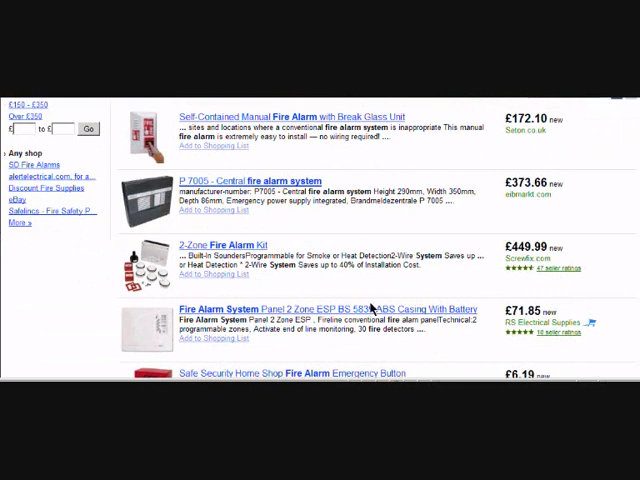 £150 - £350
Over £350
£ to £ Go
Any shop
SD Fire Alarms
alertelectrical.com, for a...
Discount Fire Supplies
eBay
Safelincs - Fire Safety P...
More »
Self-Contained Manual Fire Alarm with Break Glass Unit
... sites and locations where a conventional fire alarm system is inappropriate This manual
fire alarm is extremely easy to install — no wiring required! ...
Add to Shopping List
£172.10 new
Seton.co.uk
P 7005 - Central fire alarm system
manufacturer-number: P7005 - Central fire alarm system Height 290mm, Width 350mm,
Depth 86mm, Emergency power supply integrated, Brandmeldezentrale P 7005 ....
Add to Shopping List
£373.66 new
eibmarkt.com
2-Zone Fire Alarm Kit
... Built-In SoundersProgrammable for Smoke or Heat Detection2-Wire System Saves up ...
or Heat Detection * 2-Wire System Saves up to 40% of Installation Cost.
Add to Shopping List
£449.99 new
Screwfix.com
47 seller ratings
Fire Alarm System Panel 2 Zone ESP BS 5839 ABS Casing With Battery
Fire Alarm System Panel 2 Zone ESP , Fireline conventional fire alam panelTechnical:2
programmable zones, Activate end of line monitoring, 30 fire detectors ....
Add to Shopping List
£71.85 new
RS Electrical Supplies
18 seller ratings
Safe Security Home Shop Fire Alarm Emergency Button
£6.19 new